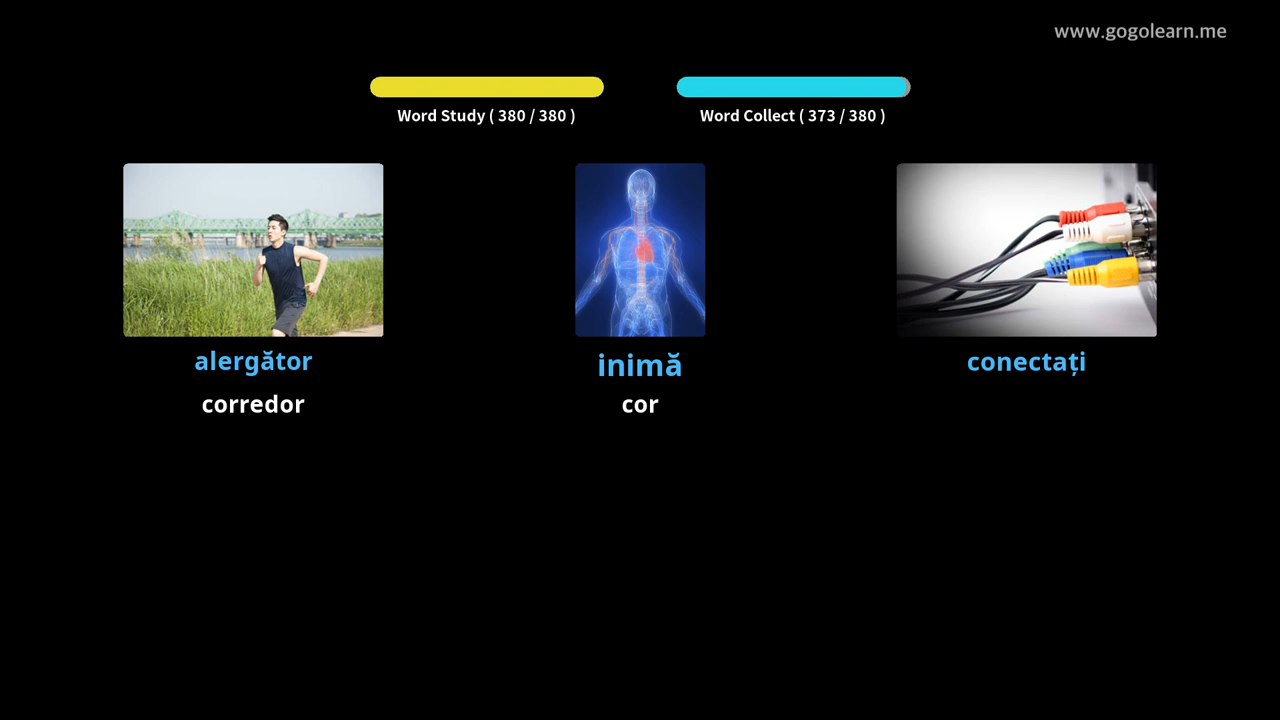 www.gogolearn.me
Word Study ( 380 / 380 )
Word Collect ( 373 / 380 )
alergător
inimă
conectați
corredor
cor